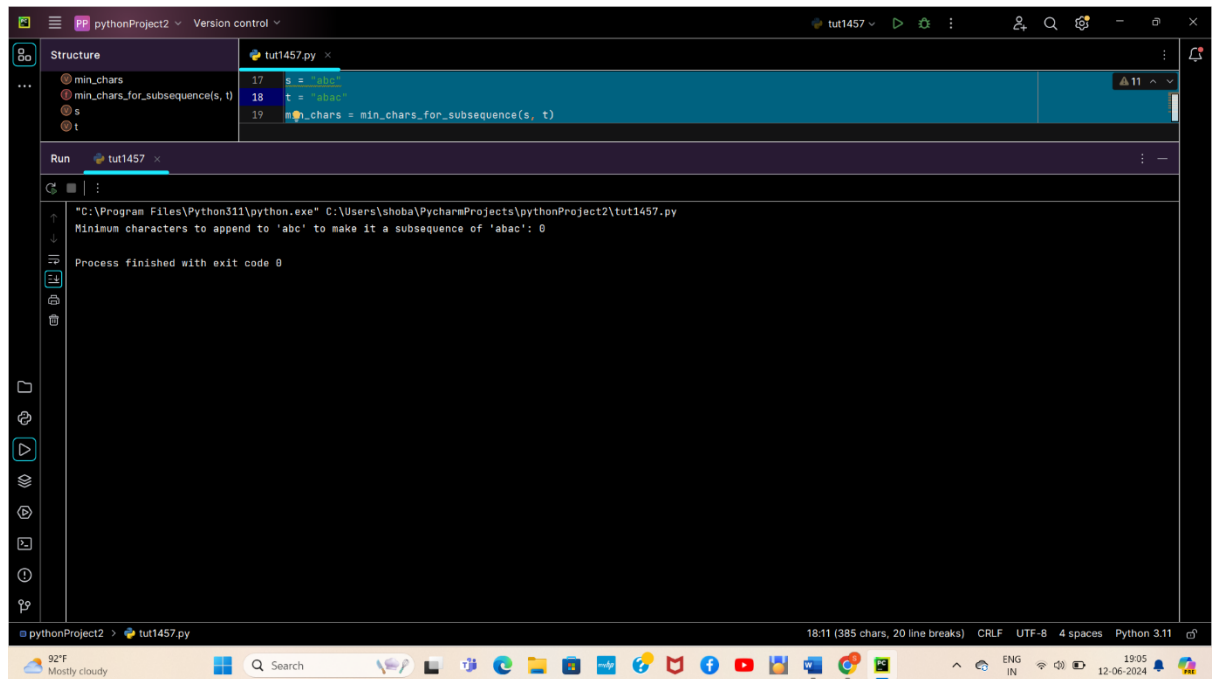 PC PP pythonProject2 Version control tut1457
Structure
tut1457.py
min_chars
min_chars_for_subsequence(s, t)
s
t
17 s = "abc"
18 t = "abac"
19 m n_chars = min_chars_for_subsequence(s, t)
11
Run tut1457
"C:\Program Files\Python311\python.exe" C:\Users\shoba\PycharmProjects\pythonProject2\tut1457.py
Minimum characters to append to 'abc' to make it a subsequence of 'abac': 0
Process finished with exit code 0
pythonProject2 > tut1457.py 18:11 (385 chars, 20 line breaks) CRLF UTF-8 4 spaces Python 3.11
92°F
Mostly cloudy
Search
ENG
IN
19:05
12-06-2024
PRE